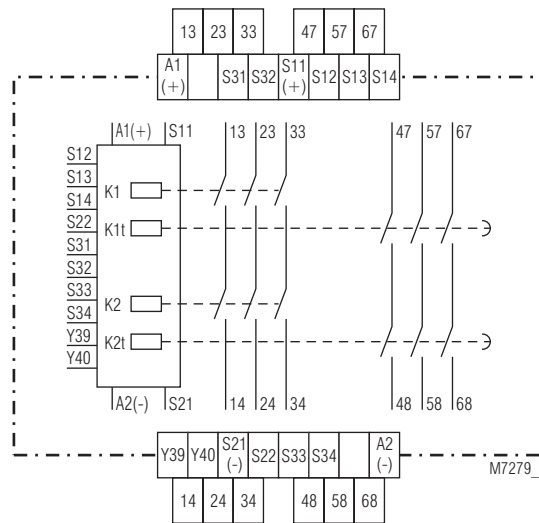 13 23 33 47 57 67
A1 (+) S31 S32 S11 (+) S12 S13 S14
A1(+) S11 13 23 33 47 57 67
S12
S13
K1
S14
S22
K1t
S31
S32
S33
K2
S34
Y39
K2t
Y40
A2(-) S21 14 24 34 48 58 68
Y39 Y40 S21 (-) S22 S33 S34 A2 (-)
M7279_
14 24 34 48 58 68